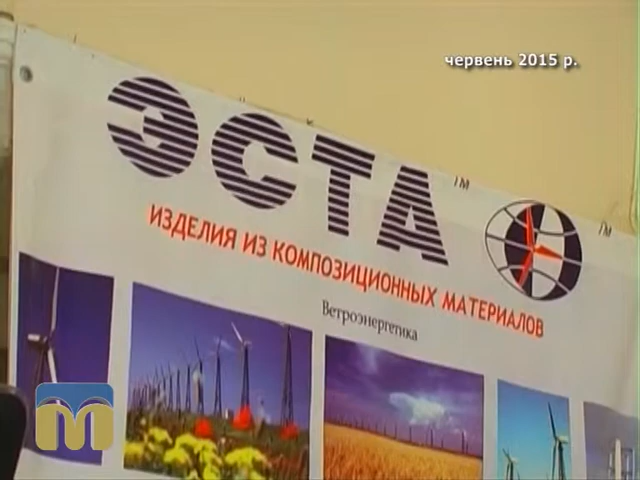 червень 2015 р.
ЭСТА TM
TM
ИЗДЕЛИЯ ИЗ КОМПОЗИЦИОННЫХ МАТЕРИАЛОВ
Ветроэнергетика
M